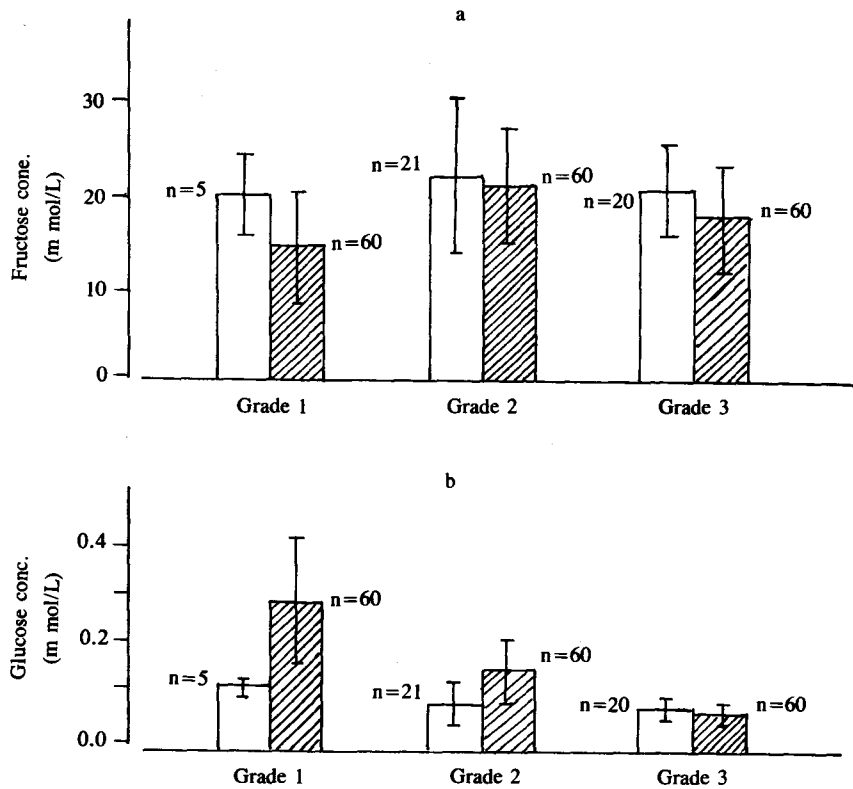 a
Fructose cone.
(m mol/L)
30
20
10
0
n=5
n=60
n=21
n=60
n=20
n=60
Grade 1
Grade 2
Grade 3
b
Glucose conc.
(m mol/L)
0.4
0.2
0.0
n=5
n=60
n=21
n=60
n=20
n=60
Grade 1
Grade 2
Grade 3